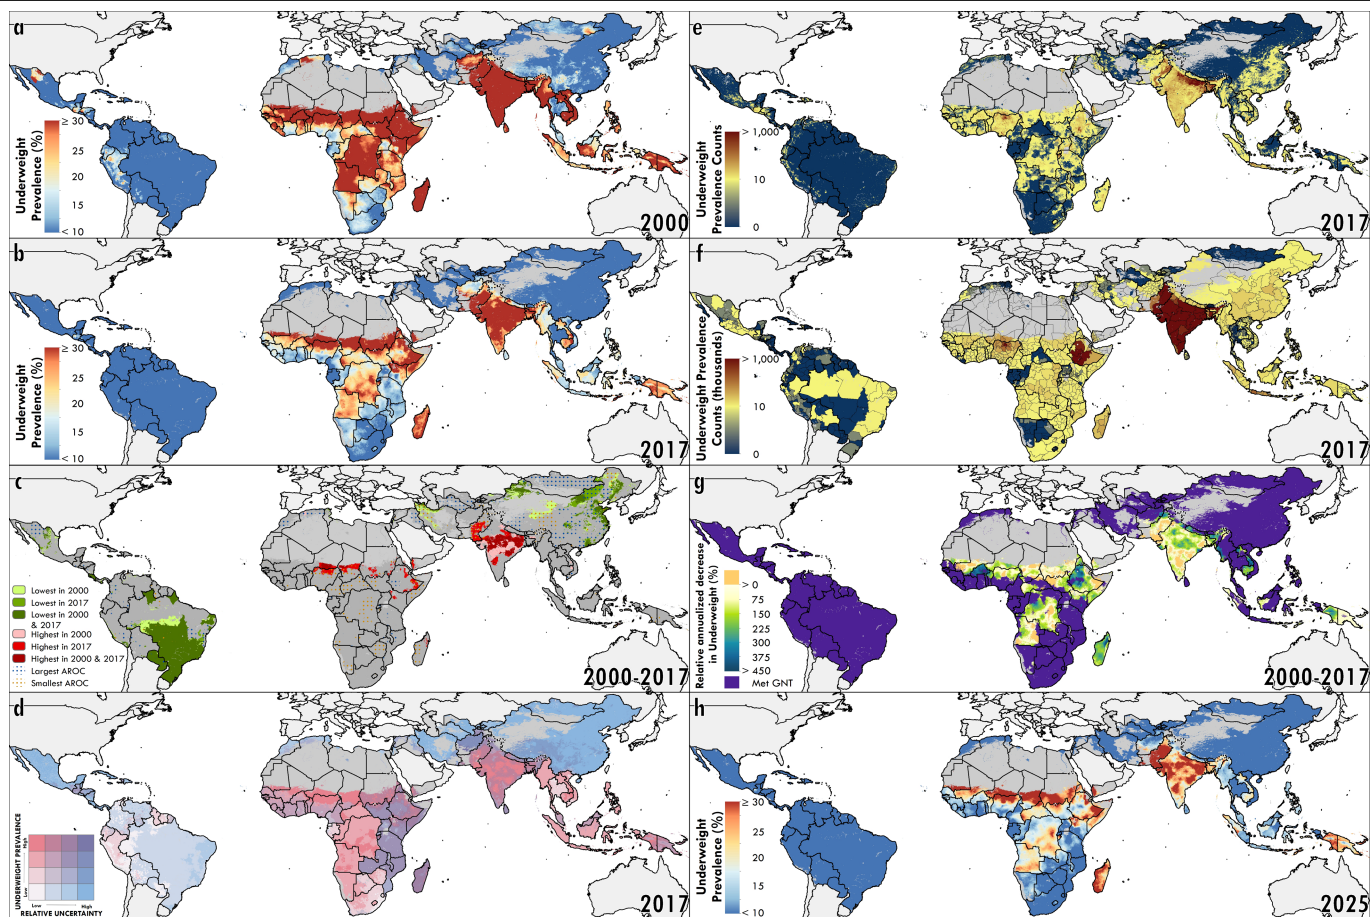 a
≥ 30
25
20
15
< 10
Underweight
Prevalence (%)
2000
b
≥ 30
25
20
15
< 10
Underweight
Prevalence (%)
2017
c
Lowest in 2000
Lowest in 2017
Lowest in 2000
& 2017
Highest in 2000
Highest in 2017
Highest in 2000 & 2017
Largest AROC
Smallest AROC
2000-2017
d
UNDERWEIGHT PREVALENCE
High
Low
Low
High
RELATIVE UNCERTAINTY
2017
e
> 1,000
10
0
Underweight
Prevalence Counts
2017
f
> 1,000
10
0
Underweight Prevalence
Counts (thousands)
2017
g
> 0
75
150
225
300
375
> 450
Met GNT
Relative annualized decrease
in Underweight (%)
2000-2017
h
≥ 30
25
20
15
< 10
Underweight
Prevalence (%)
2025